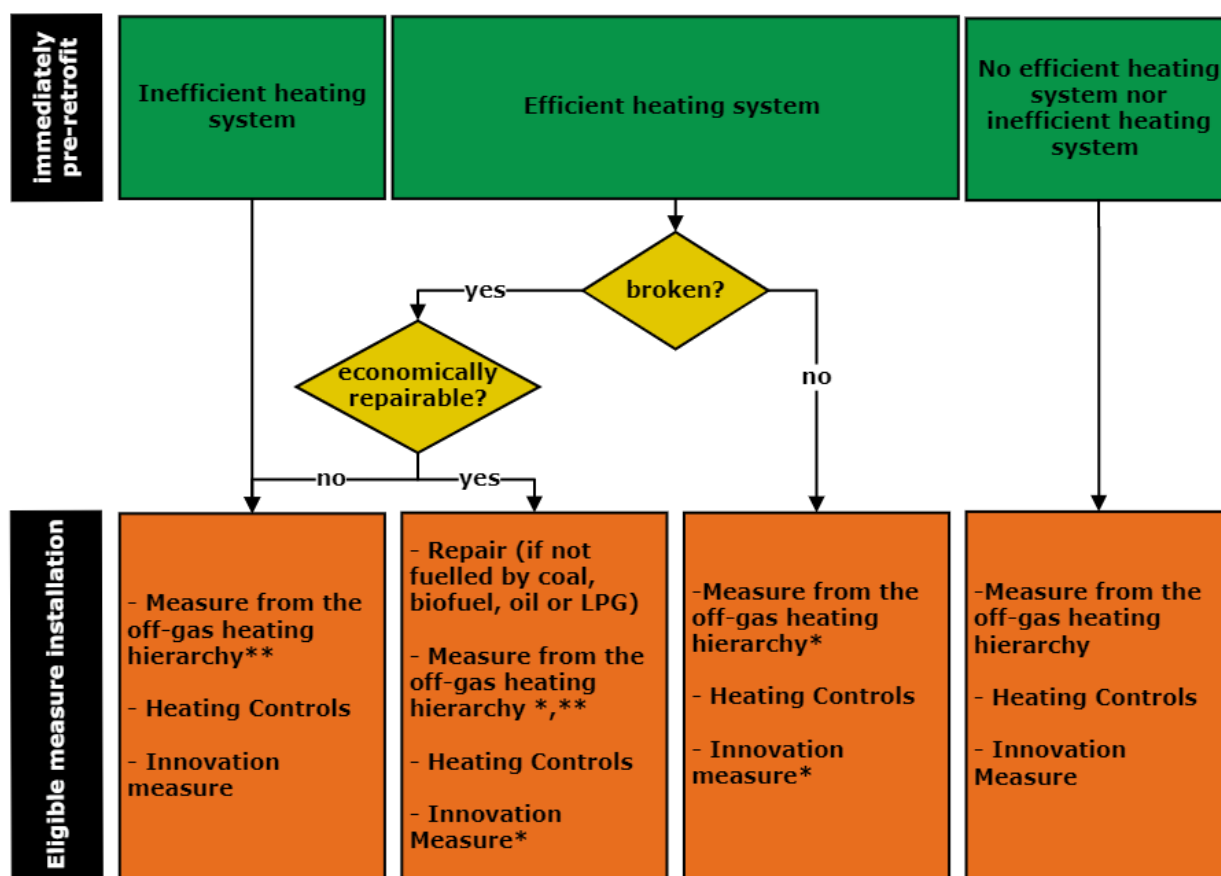 immediately
pre-retrofit
Inefficient heating
system
Efficient heating system
No efficient heating
system nor
inefficient heating
system
broken?
yes
no
economically
repairable?
no
yes
Eligible measure installation
- Measure from the
off-gas heating
hierarchy**
- Heating Controls
- Innovation
measure
- Repair (if not
fuelled by coal,
biofuel, oil or LPG)
- Measure from the
off-gas heating
hierarchy *,**
- Heating Controls
- Innovation
Measure*
-Measure from the
off-gas heating
hierarchy*
- Heating Controls
- Innovation
measure*
-Measure from the
off-gas heating
hierarchy
- Heating Controls
- Innovation
Measure